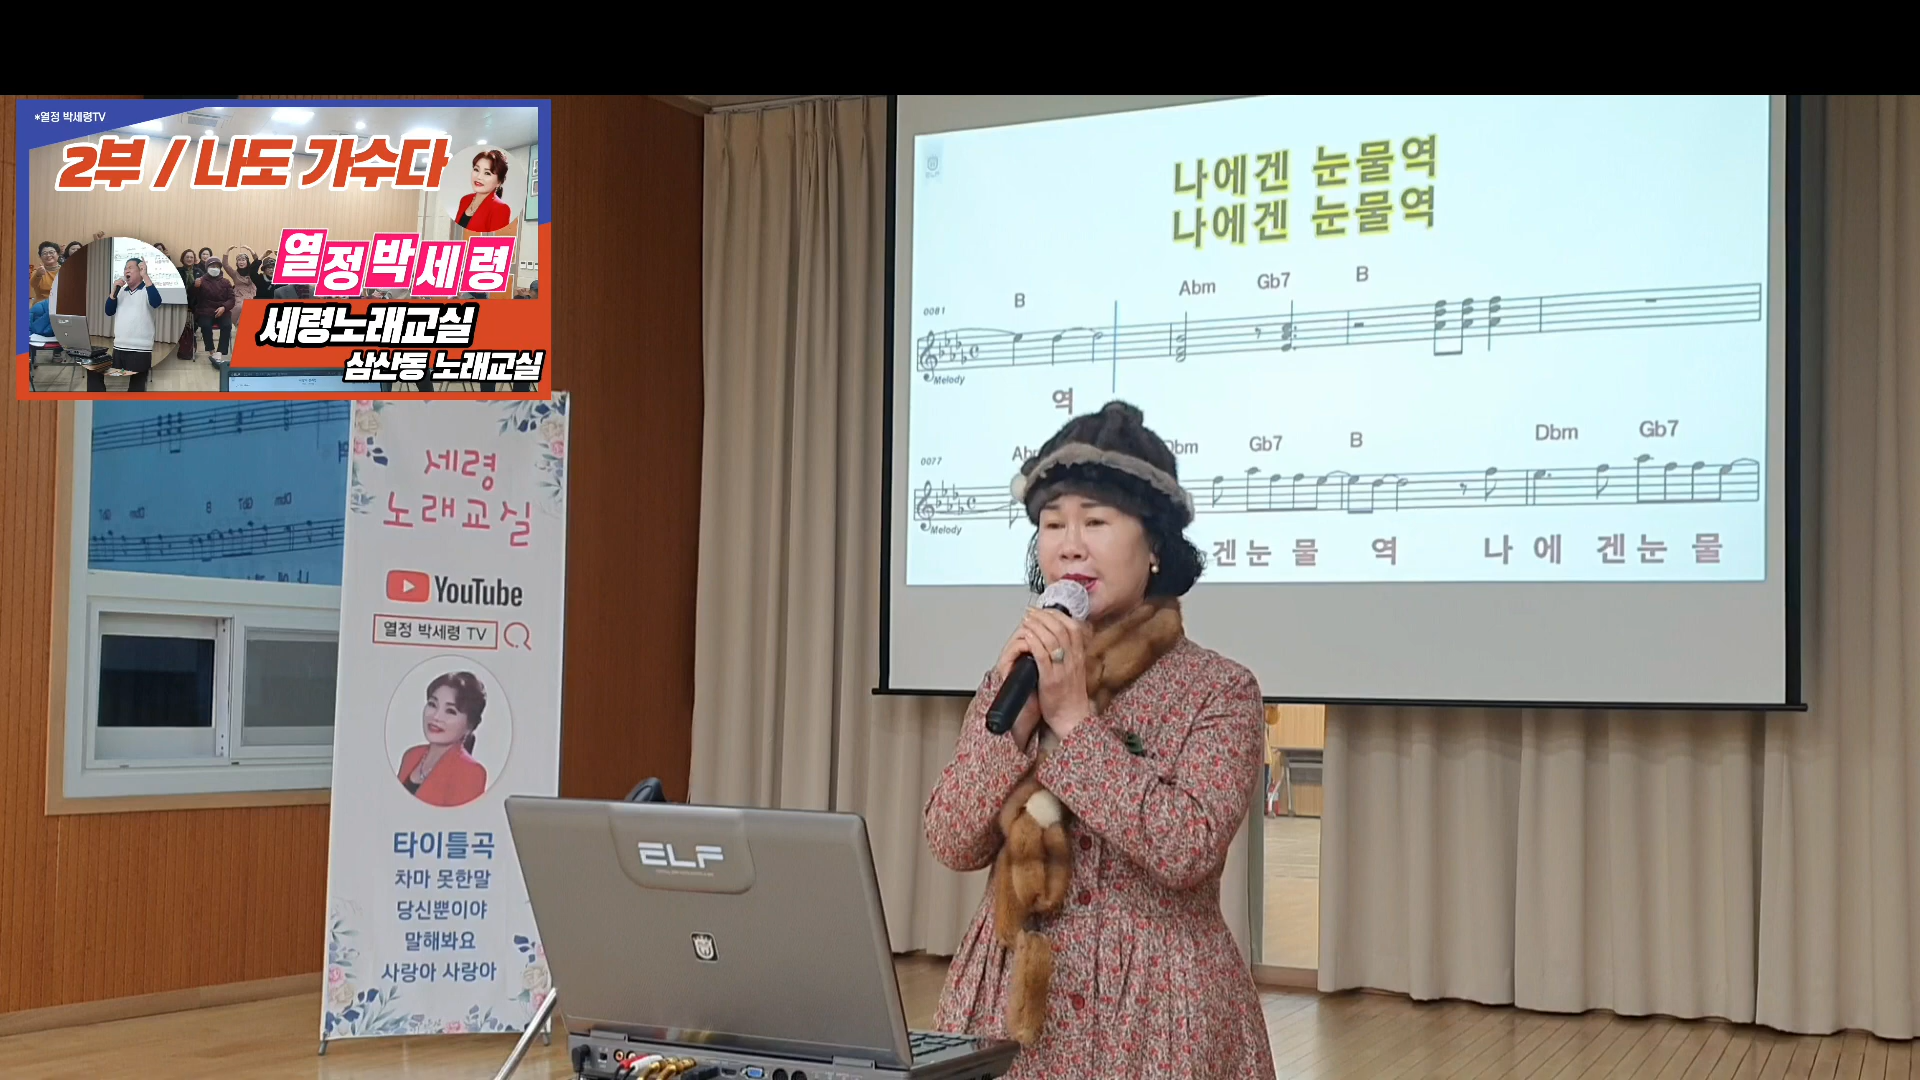 *열정 박세령TV
2부 / 나도 가수다
열정박세령
세령노래교실
삼산동 노래교실
세령
노래교실
YouTube
열정 박세령 TV
타이틀곡
차마 못한말
당신뿐이야
말해봐요
사랑아 사랑아
ELF
나에겐 눈물역
나에겐 눈물역
0081
B
Abm
Gb7
B
Melody
역
0077
Dbm
Gb7
B
Dbm
Gb7
Melody
겐눈 물 역 나 에 겐눈 물